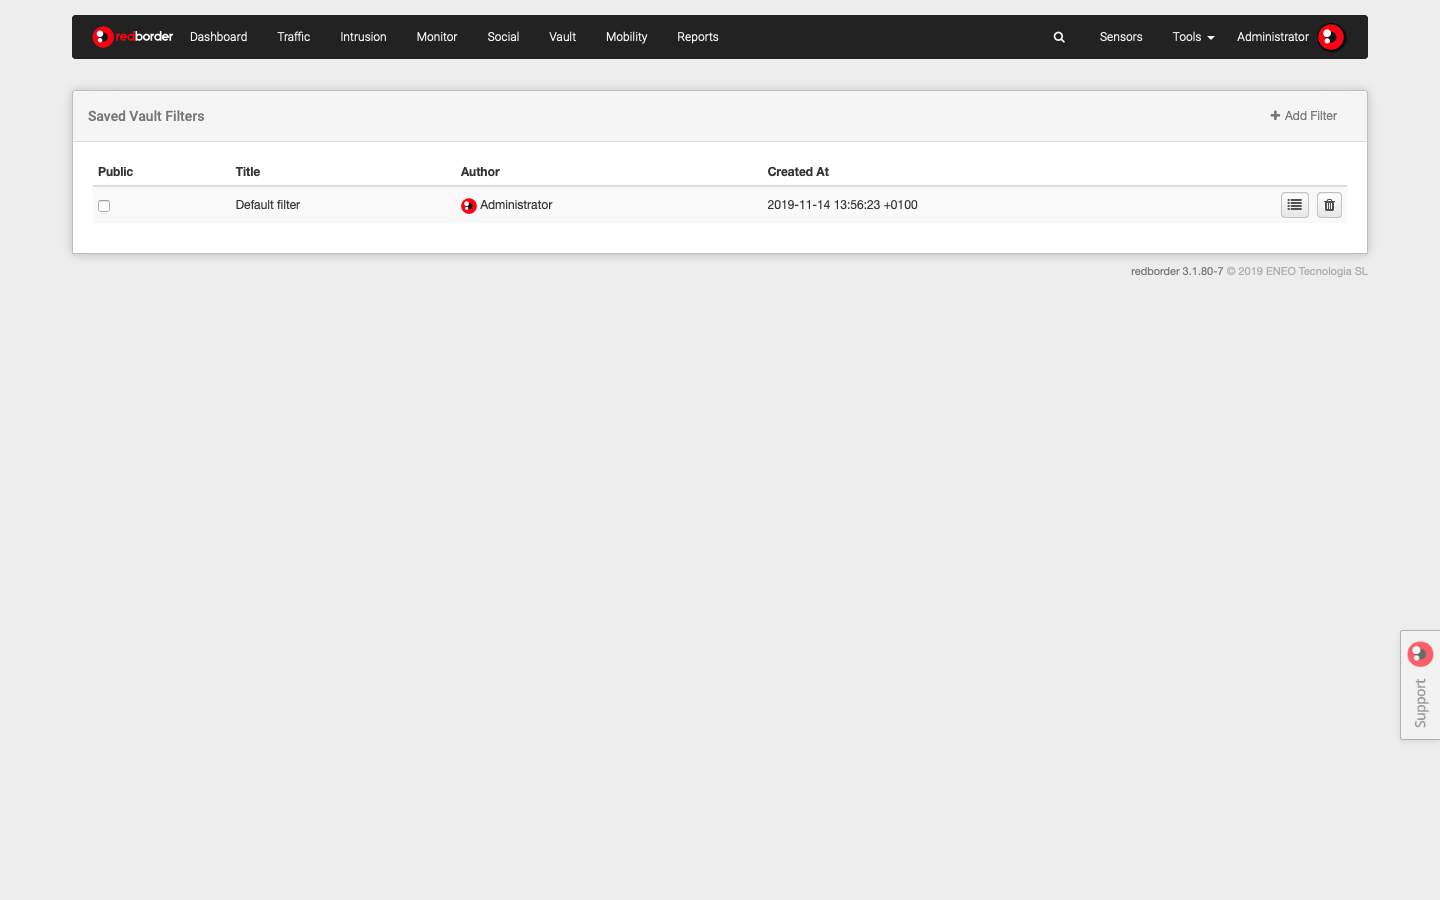 redborder Dashboard Traffic Intrusion Monitor Social Vault Mobility Reports Sensors Tools Administrator
Saved Vault Filters + Add Filter
Public Title Author Created At
Default filter Administrator 2019-11-14 13:56:23 +0100
redborder 3.1.80-7 © 2019 ENEO Tecnologia SL
Support